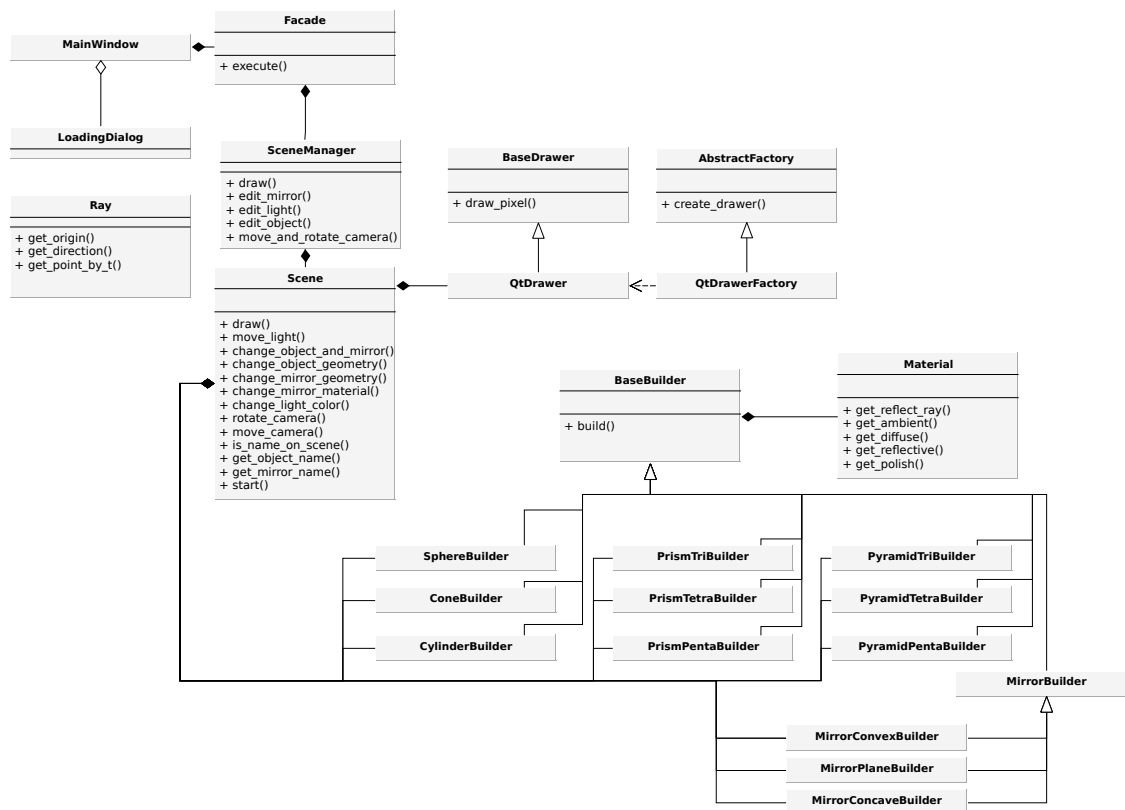 Facade
+ execute()
MainWindow
LoadingDialog
SceneManager
+ draw()
+ edit_mirror()
+ edit_light()
+ edit_object()
+ move_and_rotate_camera()
BaseDrawer
+ draw_pixel()
AbstractFactory
+ create_drawer()
Ray
+ get_origin()
+ get_direction()
+ get_point_by_t()
Scene
+ draw()
+ move_light()
+ change_object_and_mirror()
+ change_object_geometry()
+ change_mirror_geometry()
+ change_mirror_material()
+ change_light_color()
+ rotate_camera()
+ move_camera()
+ is_name_on_scene()
+ get_object_name()
+ get_mirror_name()
+ start()
QtDrawer
QtDrawerFactory
BaseBuilder
+ build()
Material
+ get_reflect_ray()
+ get_ambient()
+ get_diffuse()
+ get_reflective()
+ get_polish()
SphereBuilder
PrismTriBuilder
PyramidTriBuilder
ConeBuilder
PrismTetraBuilder
PyramidTetraBuilder
CylinderBuilder
PrismPentaBuilder
PyramidPentaBuilder
MirrorBuilder
MirrorConvexBuilder
MirrorPlaneBuilder
MirrorConcaveBuilder